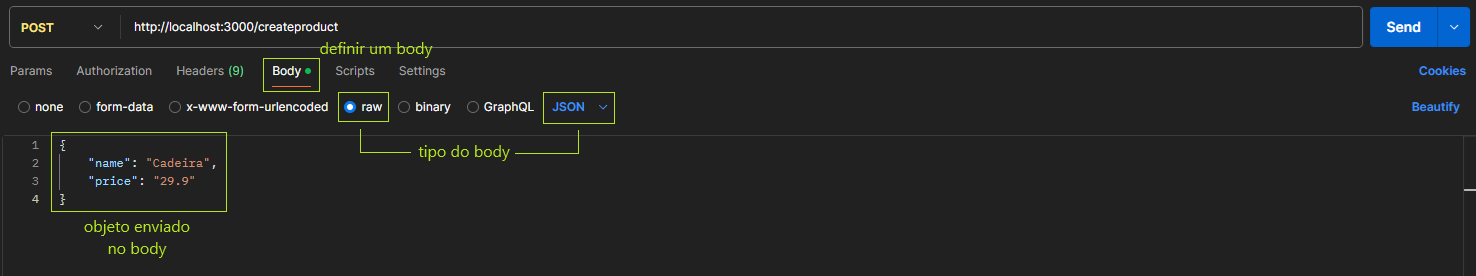 POST http://localhost:3000/createproduct Send
definir um body
Params Authorization Headers (9) Body Scripts Settings Cookies
none form-data x-www-form-urlencoded raw binary GraphQL JSON Beautify
1 {
2 "name": "Cadeira",
3 "price": "29.9"
4 }
tipo do body
objeto enviado
no body